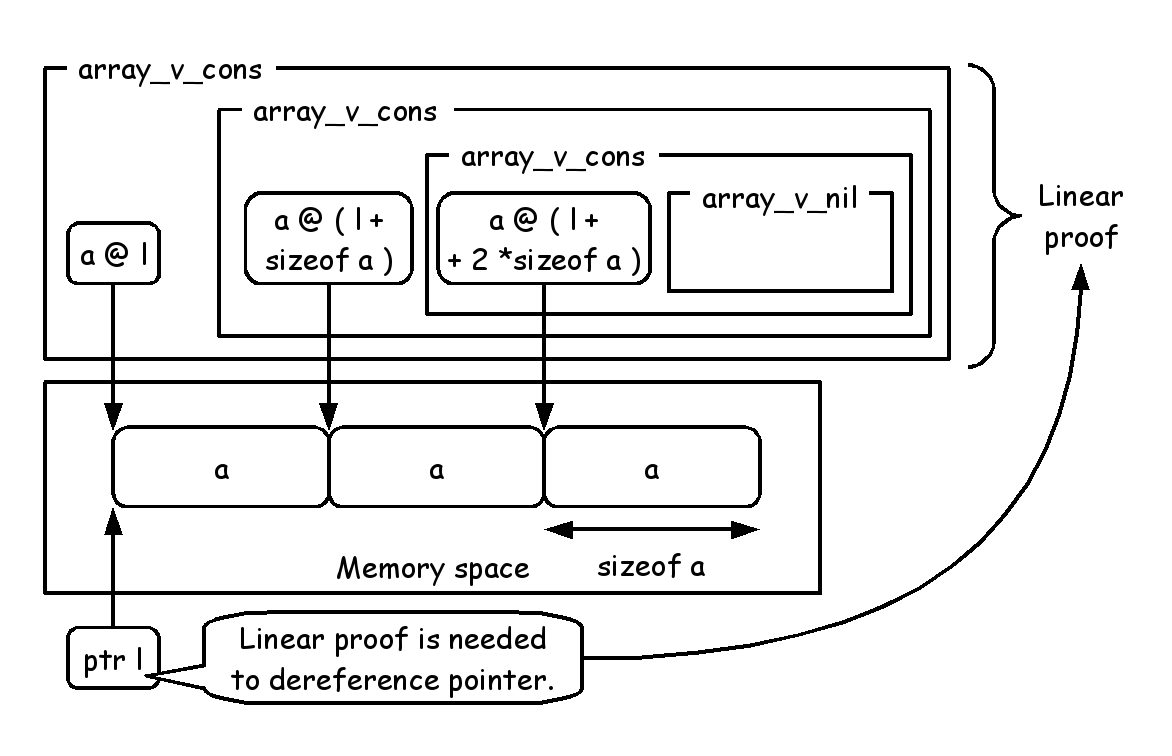 array_v_cons
array_v_cons
array_v_cons
array_v_nil
a @ l
a @ ( l +
sizeof a )
a @ ( l +
+ 2 *sizeof a )
Linear
proof
a
a
a
Memory space
sizeof a
ptr l
Linear proof is needed
to dereference pointer.